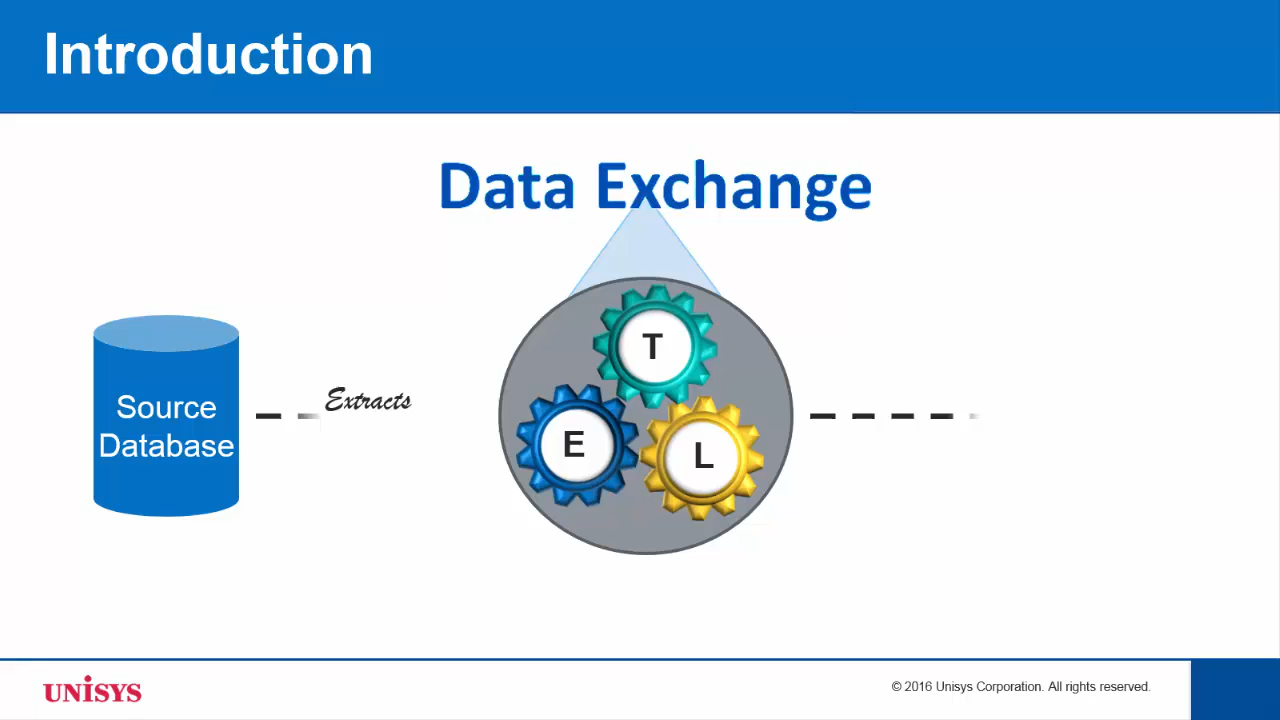 Introduction
Data Exchange
Source
Database
Extracts
T
E
L
UNiSYS
© 2016 Unisys Corporation. All rights reserved.